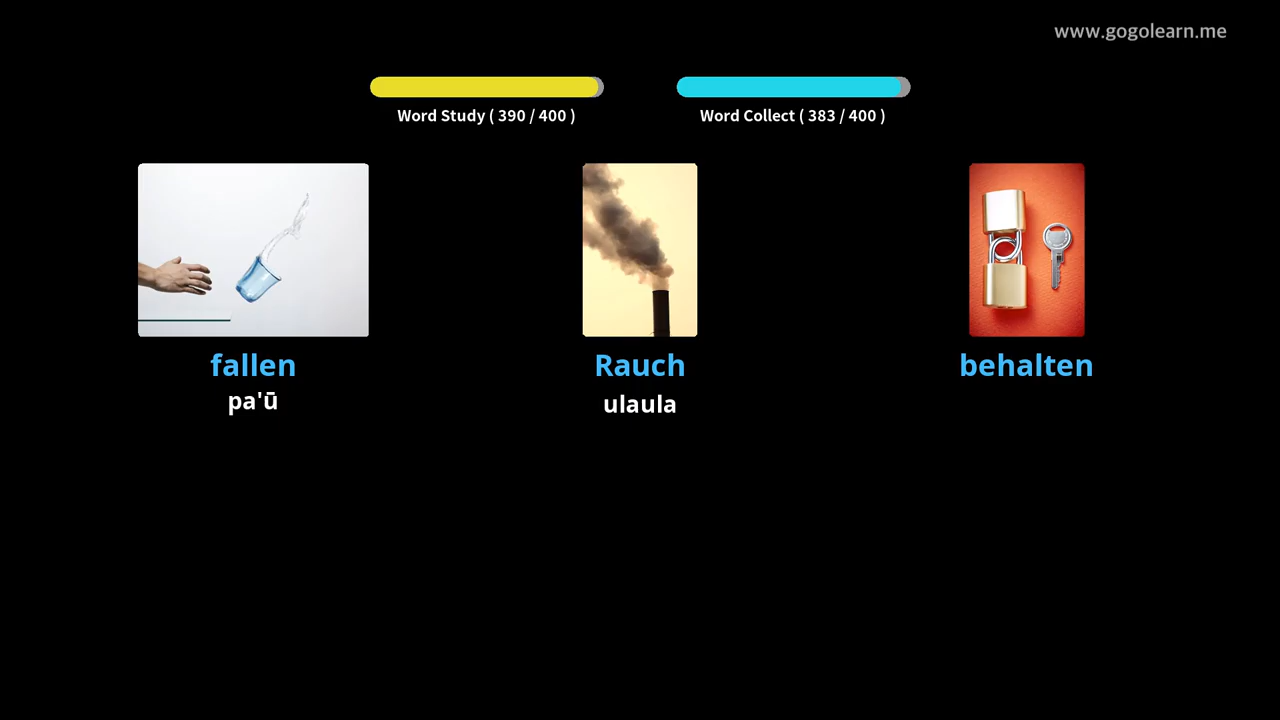 www.gogolearn.me
Word Study ( 390 / 400 )
Word Collect ( 383 / 400 )
fallen
pa'ū
Rauch
ulaula
behalten